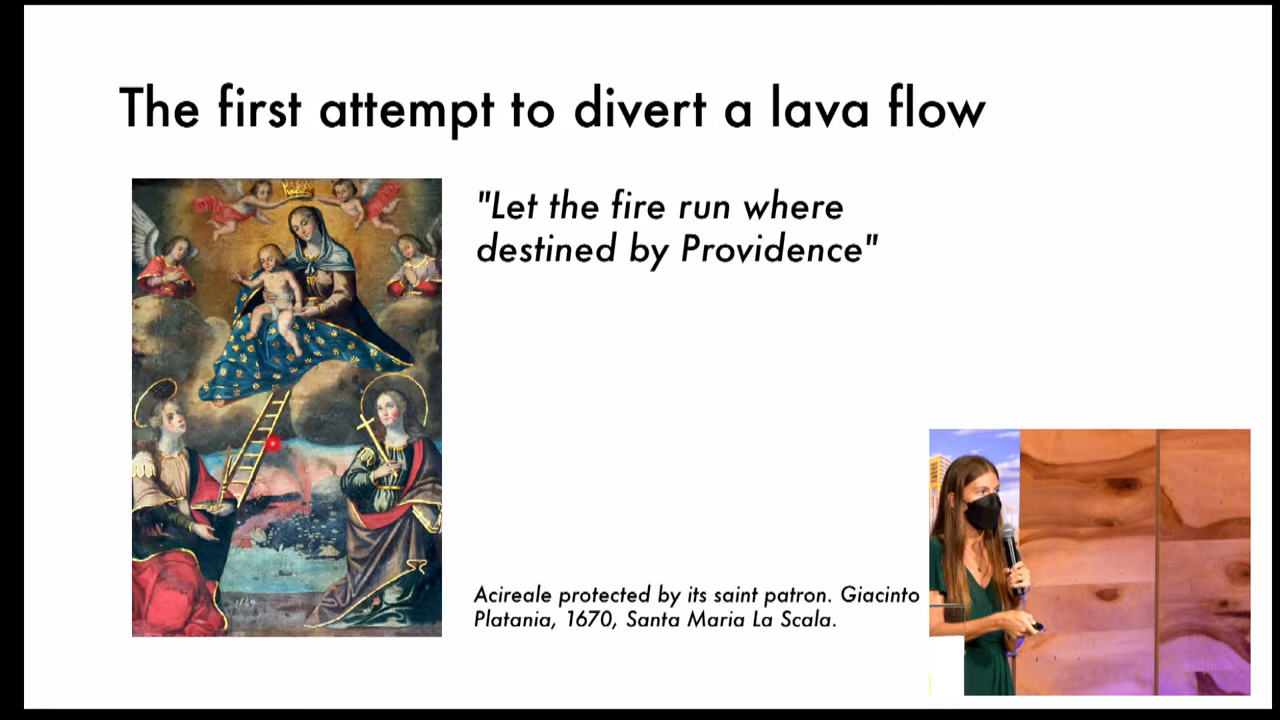 The first attempt to divert a lava flow
"Let the fire run where
destined by Providence"
Acireale protected by its saint patron. Giacinto
Platania, 1670, Santa Maria La Scala.